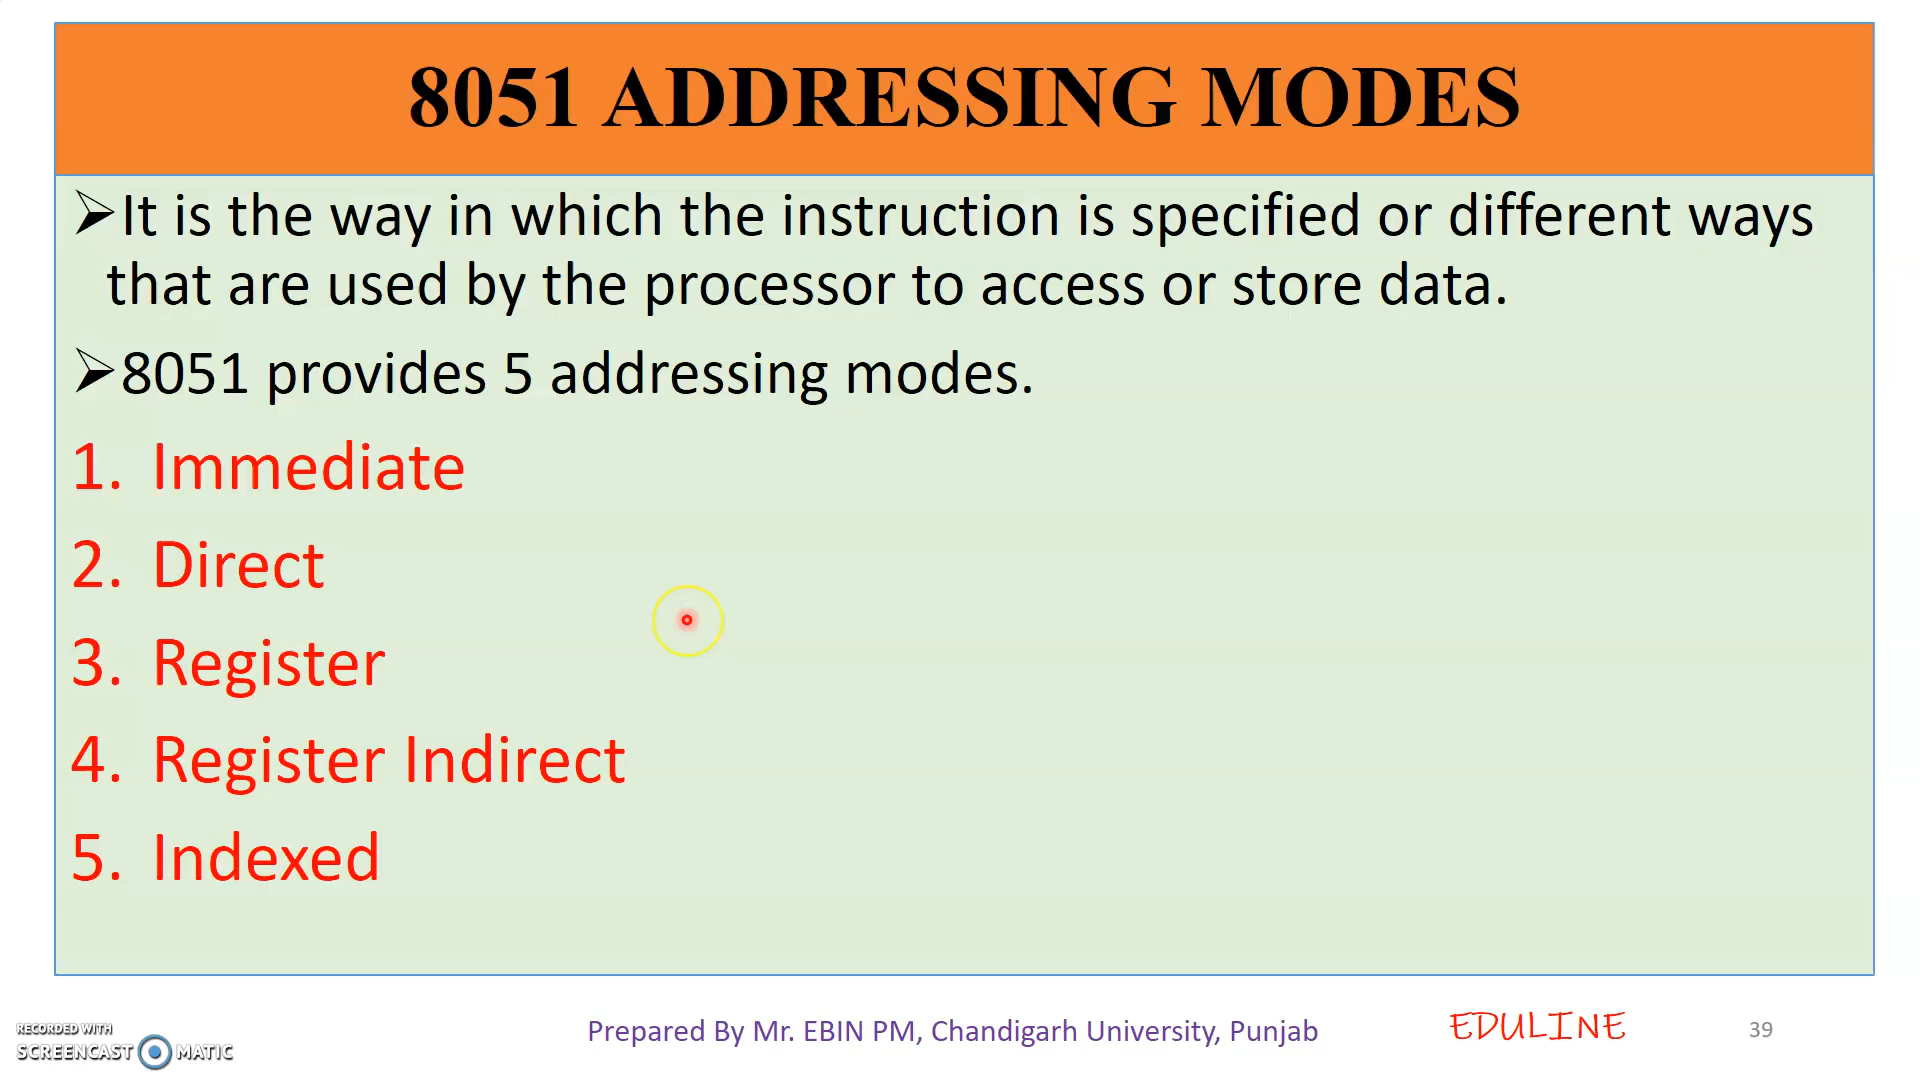 8051 ADDRESSING MODES
➢It is the way in which the instruction is specified or different ways
that are used by the processor to access or store data.
➢8051 provides 5 addressing modes.
1. Immediate
2. Direct
3. Register
4. Register Indirect
5. Indexed
Prepared By Mr. EBIN PM, Chandigarh University, Punjab
EDULINE
39
RECORDED WITH
SCREENCAST MATIC